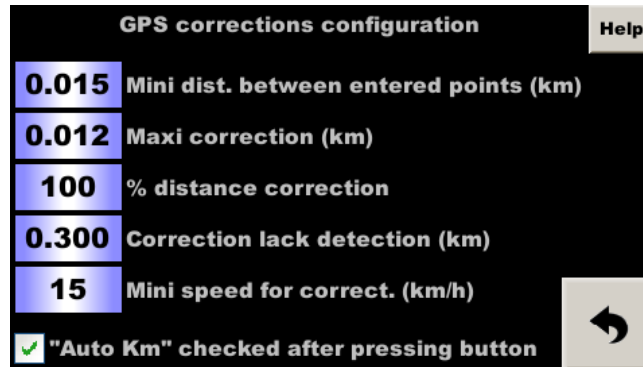 GPS corrections configuration
Help
0.015 Mini dist. between entered points (km)
0.012 Maxi correction (km)
100 % distance correction
0.300 Correction lack detection (km)
15 Mini speed for correct. (km/h)
"Auto Km" checked after pressing button